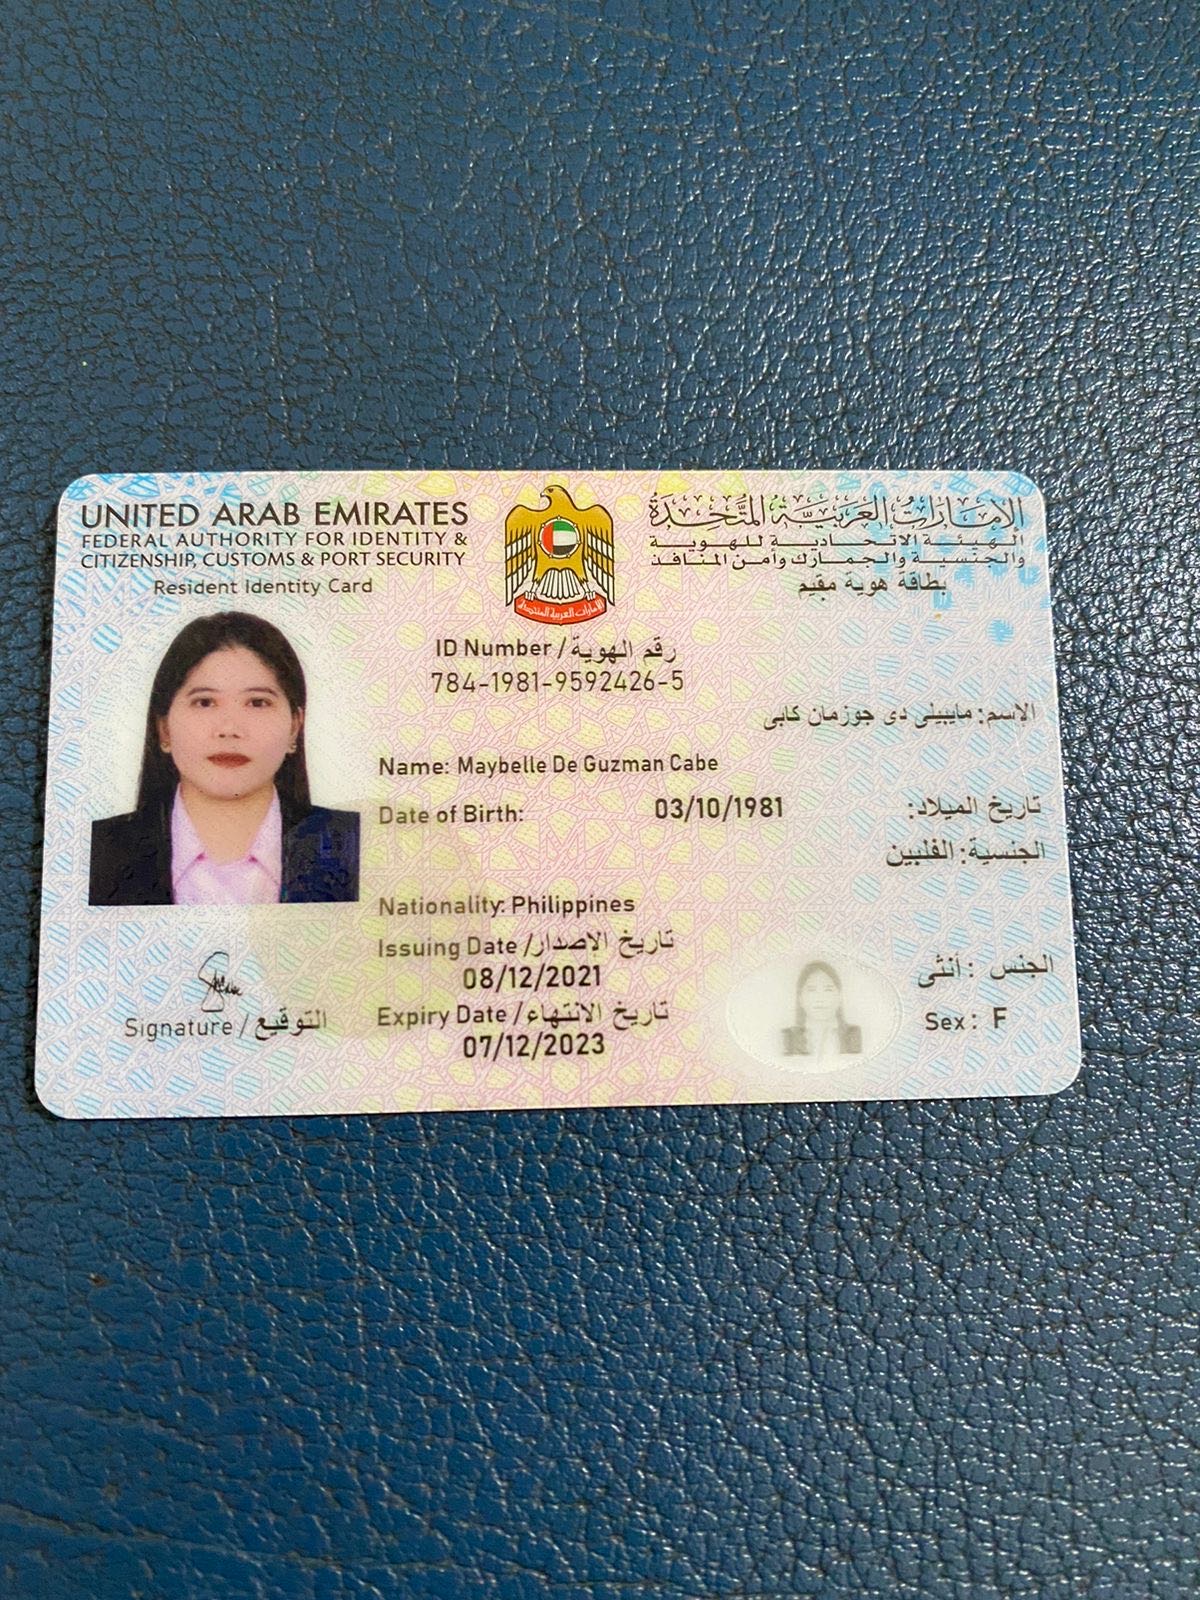 UNITED ARAB EMIRATES
FEDERAL AUTHORITY FOR IDENTITY &
CITIZENSHIP, CUSTOMS & PORT SECURITY
Resident Identity Card
الإمارات العربية المتحدة
الهيئة الاتحادية للهوية
والجنسية والجمارك وأمن المنافذ
بطاقة هوية مقيم
الإمارات العربية المتحدة
ID Number / رقم الهوية
784-1981-9592426-5
الاسم: مايبيلى دى جوزمان كابى
Name: Maybelle De Guzman Cabe
Date of Birth: 03/10/1981 تاريخ الميلاد:
الجنسية: الفلبين
Nationality: Philippines
Issuing Date / تاريخ الإصدار
08/12/2021
Expiry Date / تاريخ الانتهاء
07/12/2023
الجنس : أنثى
Sex : F
Signature / التوقيع